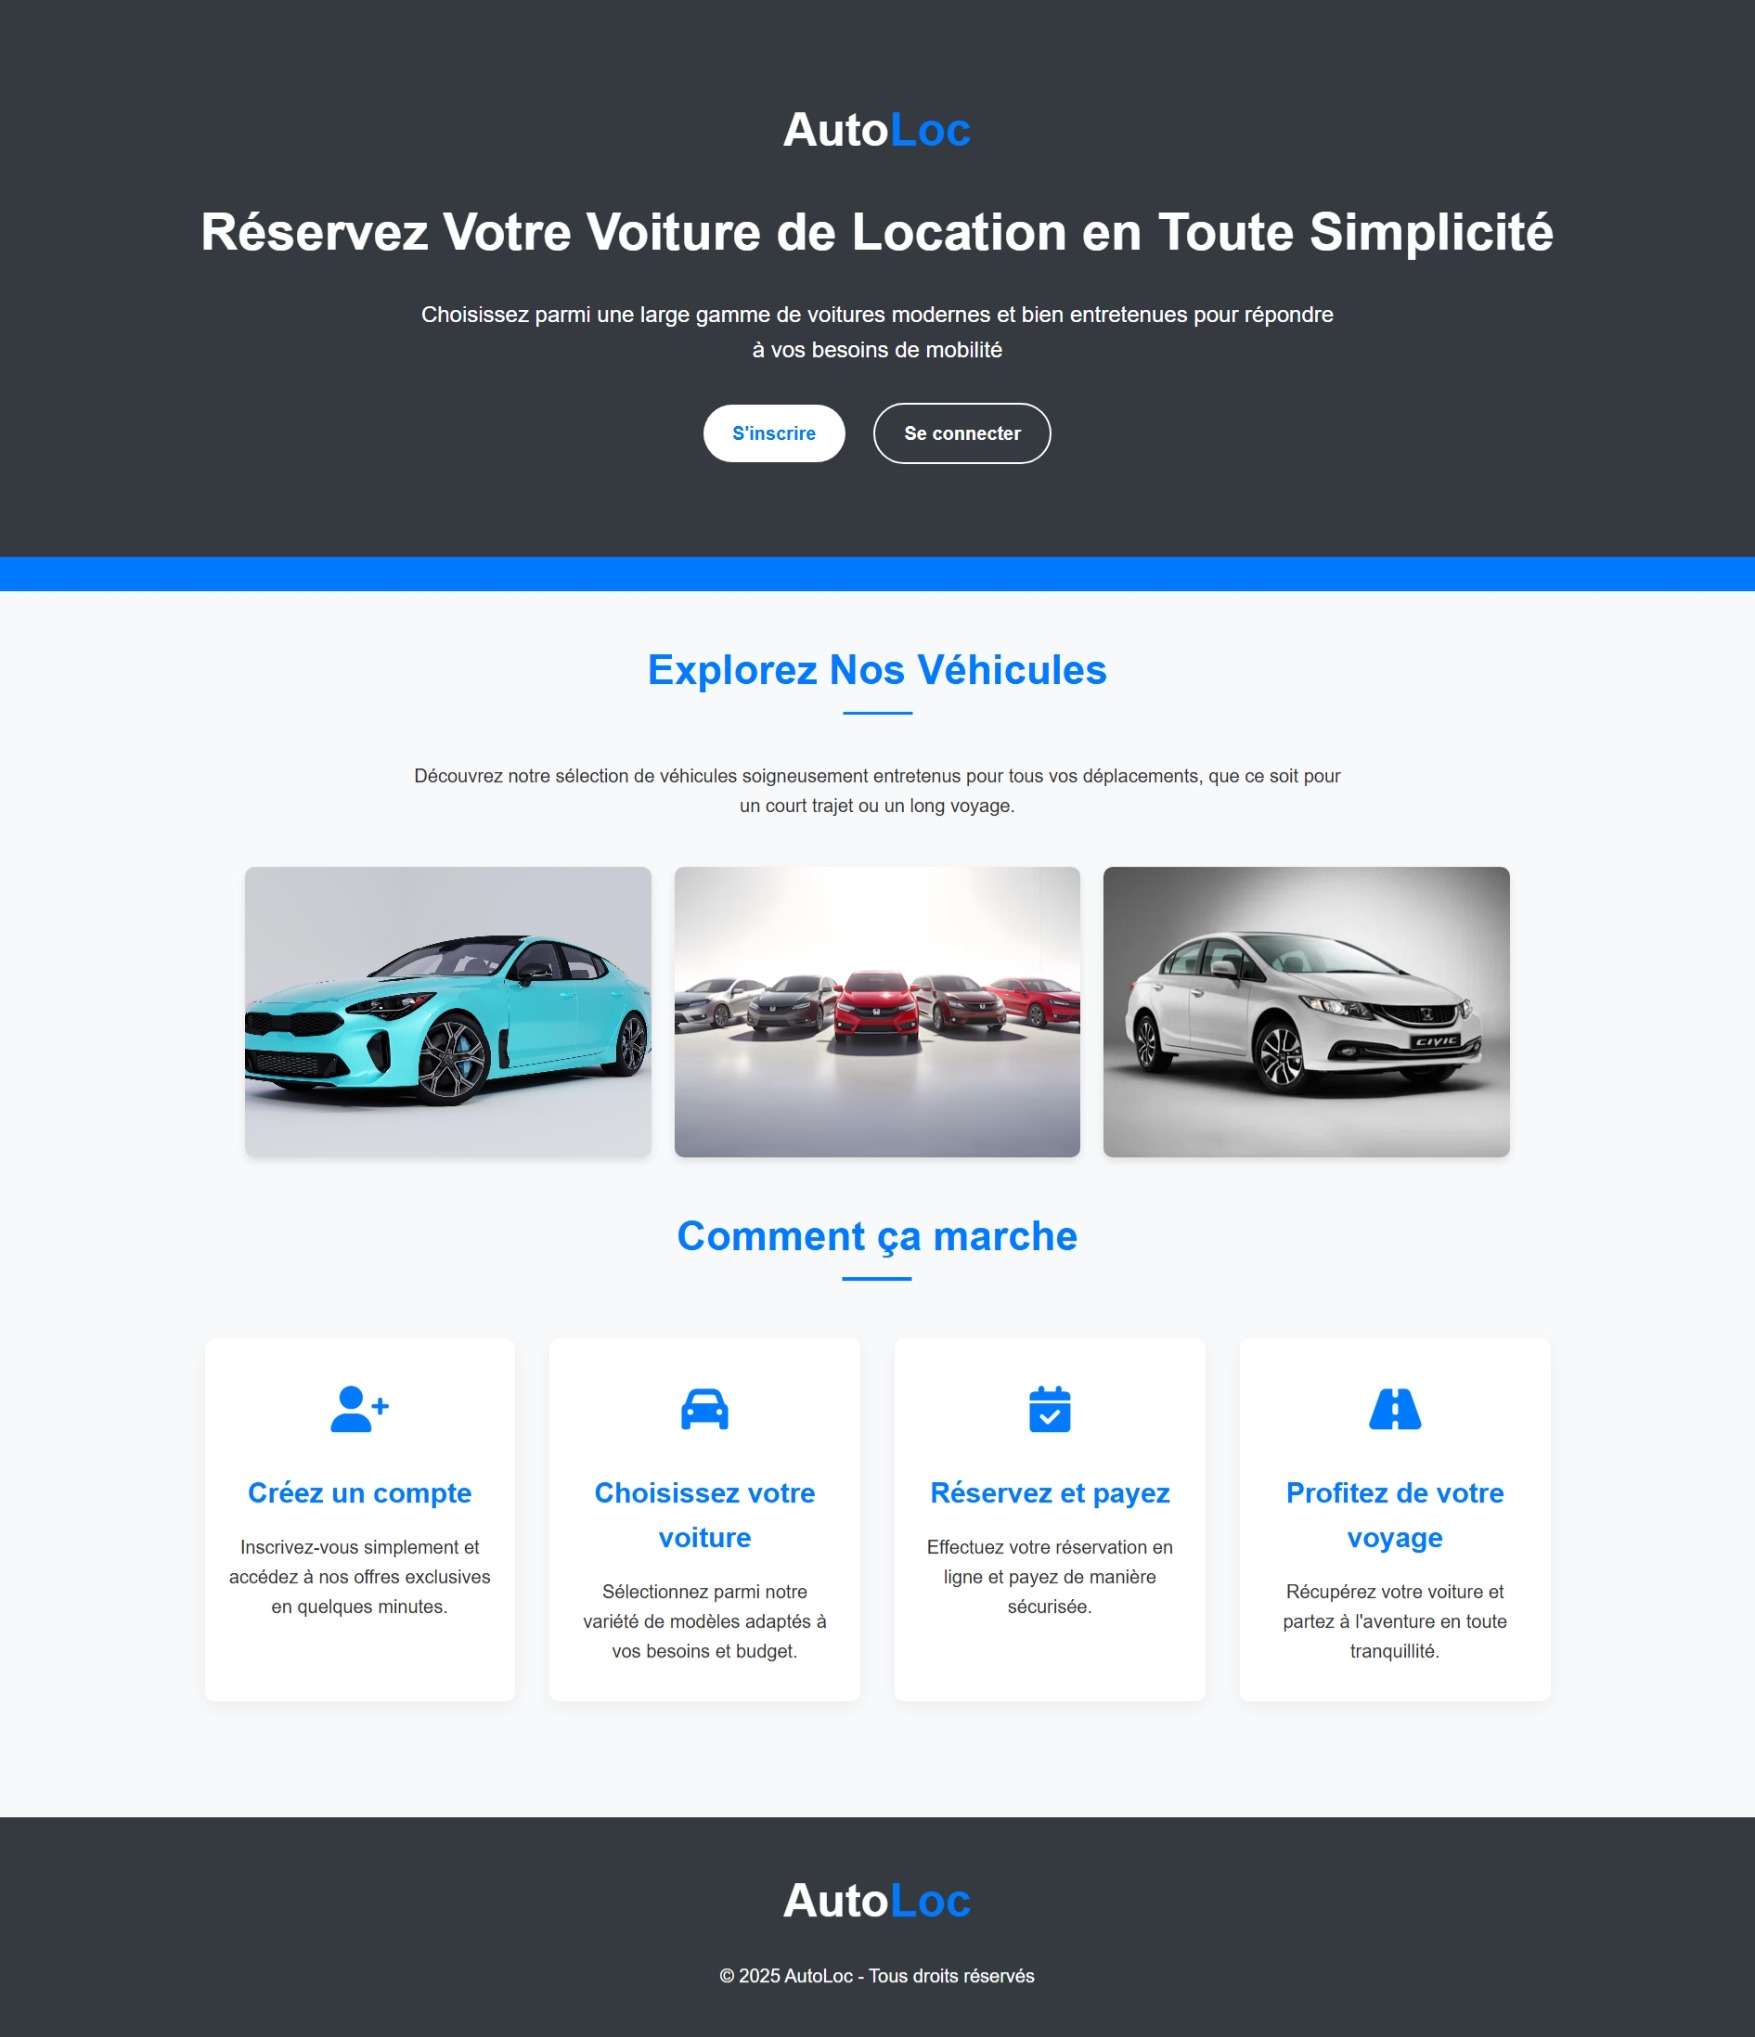 AutoLoc
Réservez Votre Voiture de Location en Toute Simplicité
Choisissez parmi une large gamme de voitures modernes et bien entretenues pour répondre
à vos besoins de mobilité
S'inscrire
Se connecter
Explorez Nos Véhicules
Découvrez notre sélection de véhicules soigneusement entretenus pour tous vos déplacements, que ce soit pour
un court trajet ou un long voyage.
CIVIC
Comment ça marche
Créez un compte
Inscrivez-vous simplement et
accédez à nos offres exclusives
en quelques minutes.
Choisissez votre
voiture
Sélectionnez parmi notre
variété de modèles adaptés à
vos besoins et budget.
Réservez et payez
Effectuez votre réservation en
ligne et payez de manière
sécurisée.
Profitez de votre
voyage
Récupérez votre voiture et
partez à l'aventure en toute
tranquillité.
AutoLoc
© 2025 AutoLoc - Tous droits réservés